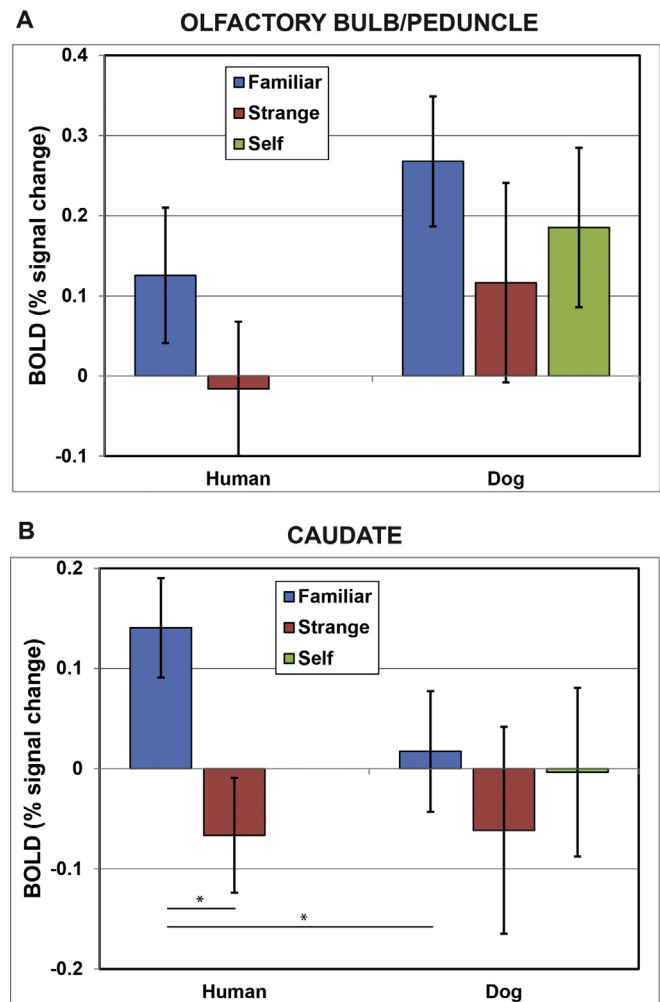 A
OLFACTORY BULB/PEDUNCLE
BOLD (% signal change)
0.4
0.3
0.2
0.1
0
-0.1
Familiar
Strange
Self
Human
Dog
B
CAUDATE
BOLD (% signal change)
0.2
0.1
0
-0.1
-0.2
Familiar
Strange
Self
*
*
Human
Dog